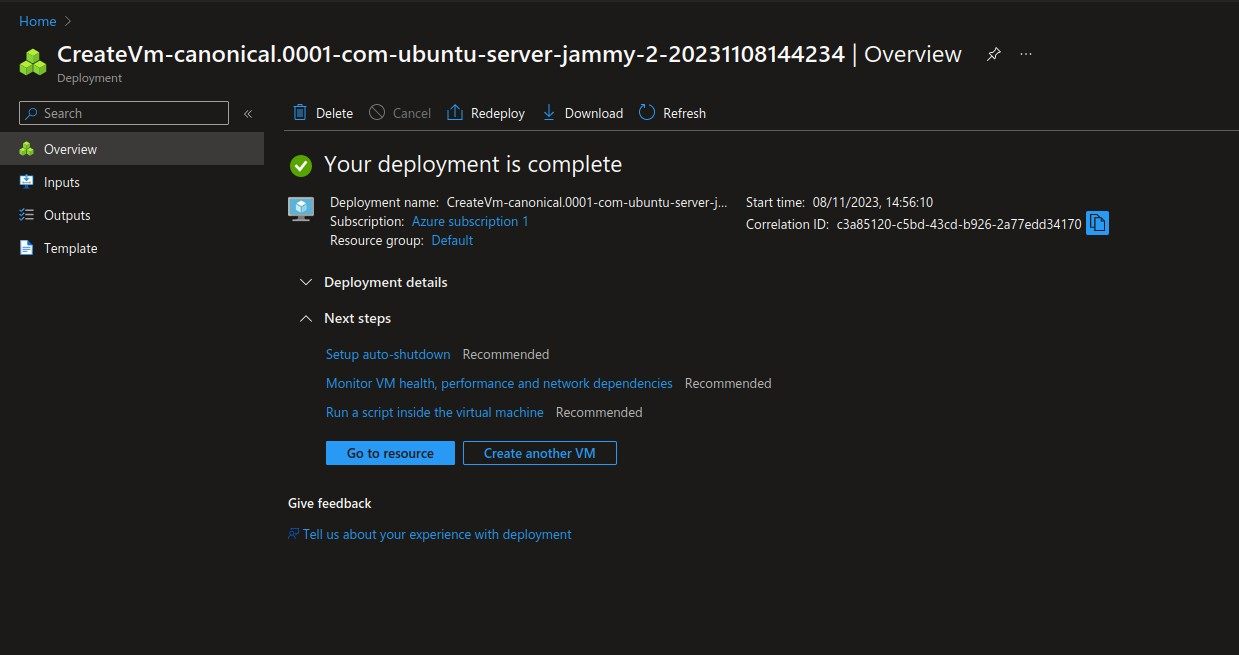 Home
CreateVm-canonical.0001-com-ubuntu-server-jammy-2-20231108144234 | Overview ...
Deployment
Search «
Delete Cancel Redeploy Download Refresh
Overview
Inputs
Outputs
Template
Your deployment is complete
Deployment name: CreateVm-canonical.0001-com-ubuntu-server-j...
Subscription: Azure subscription 1
Resource group: Default
Start time: 08/11/2023, 14:56:10
Correlation ID: c3a85120-c5bd-43cd-b926-2a77edd34170
Deployment details
Next steps
Setup auto-shutdown Recommended
Monitor VM health, performance and network dependencies Recommended
Run a script inside the virtual machine Recommended
Go to resource Create another VM
Give feedback
Tell us about your experience with deployment